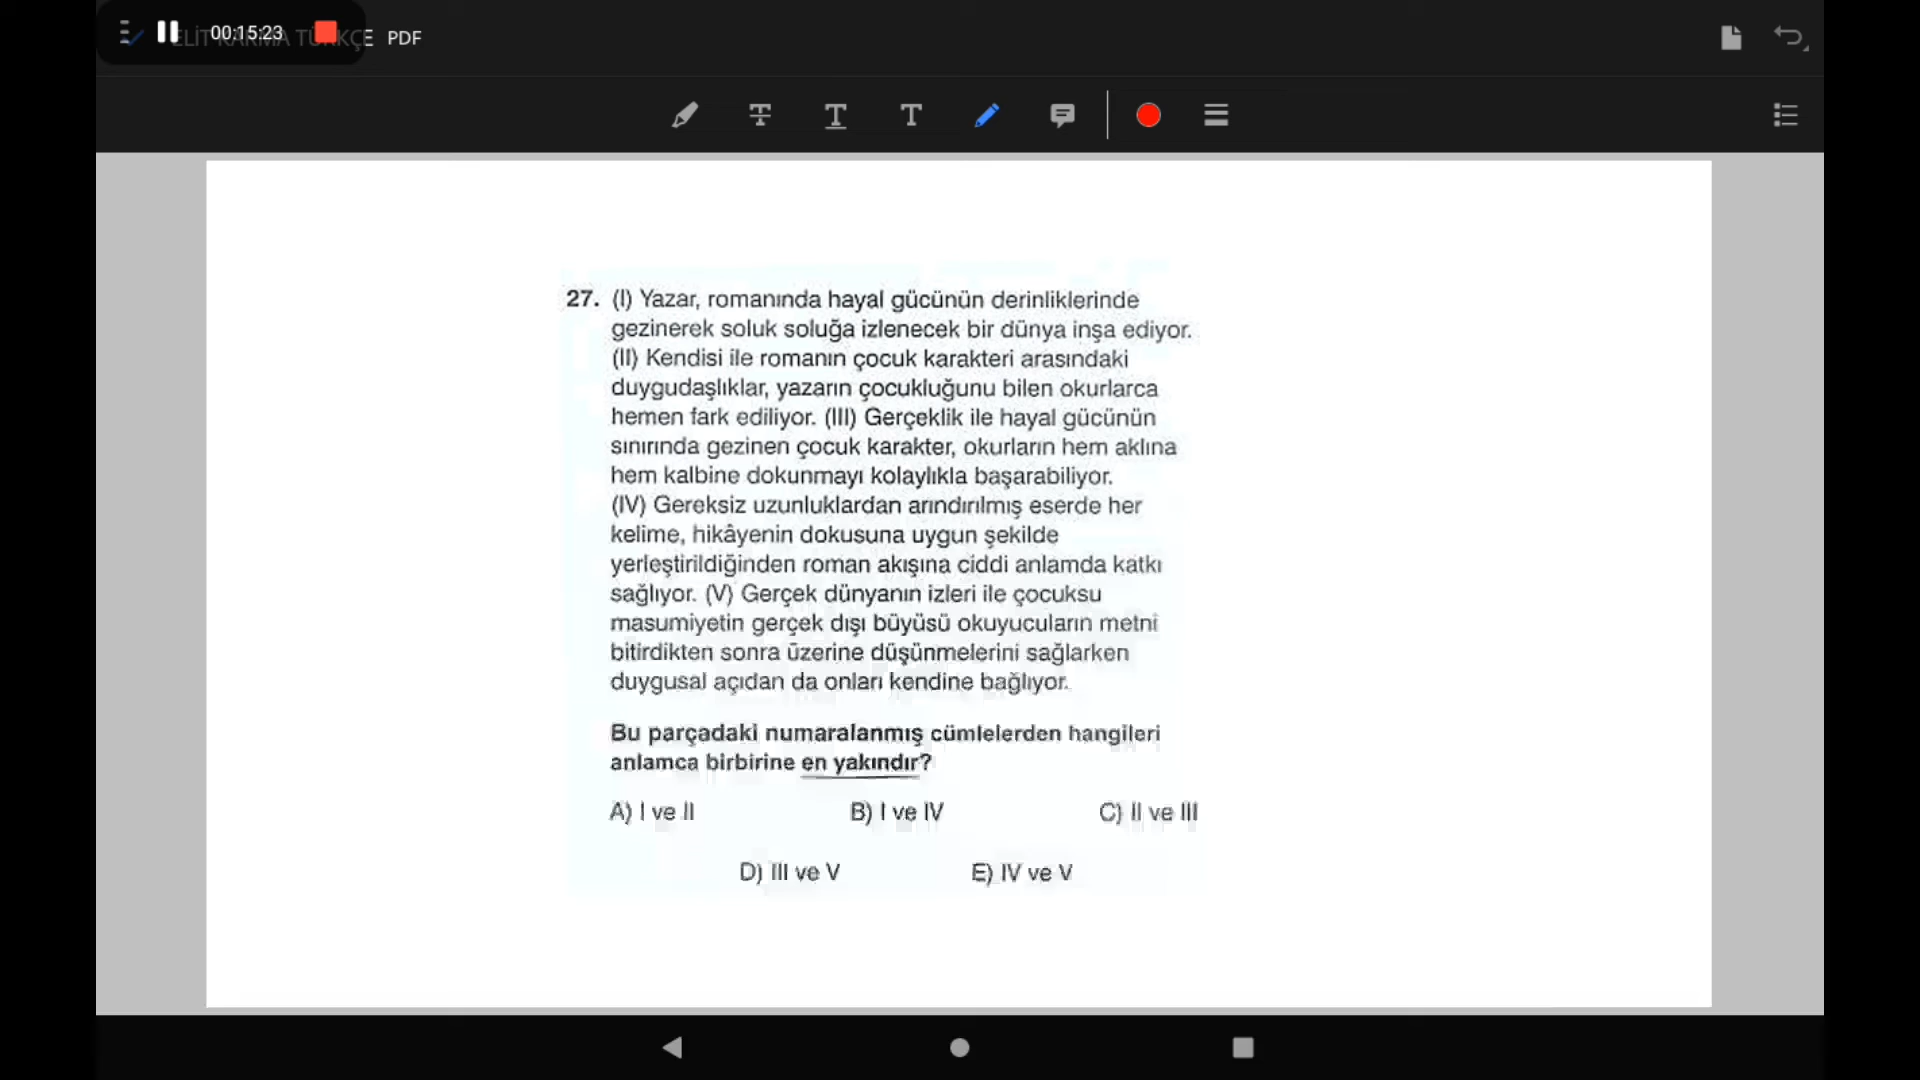 00:15:23
ELİT KARMA TÜRKÇE PDF
27. (I) Yazar, romanında hayal gücünün derinliklerinde
gezinerek soluk soluğa izlenecek bir dünya inşa ediyor.
(II) Kendisi ile romanın çocuk karakteri arasındaki
duygudaşlıklar, yazarın çocukluğunu bilen okurlarca
hemen fark ediliyor. (III) Gerçeklik ile hayal gücünün
sınırında gezinen çocuk karakter, okurların hem aklına
hem kalbine dokunmayı kolaylıkla başarabiliyor.
(IV) Gereksiz uzunluklardan arındırılmış eserde her
kelime, hikâyenin dokusuna uygun şekilde
yerleştirildiğinden roman akışına ciddi anlamda katkı
sağlıyor. (V) Gerçek dünyanın izleri ile çocuksu
masumiyetin gerçek dışı büyüsü okuyucuların metni
bitirdikten sonra üzerine düşünmelerini sağlarken
duygusal açıdan da onları kendine bağlıyor.
Bu parçadaki numaralanmış cümlelerden hangileri
anlamca birbirine en yakındır?
A) I ve II B) I ve IV C) II ve III
D) III ve V E) IV ve V